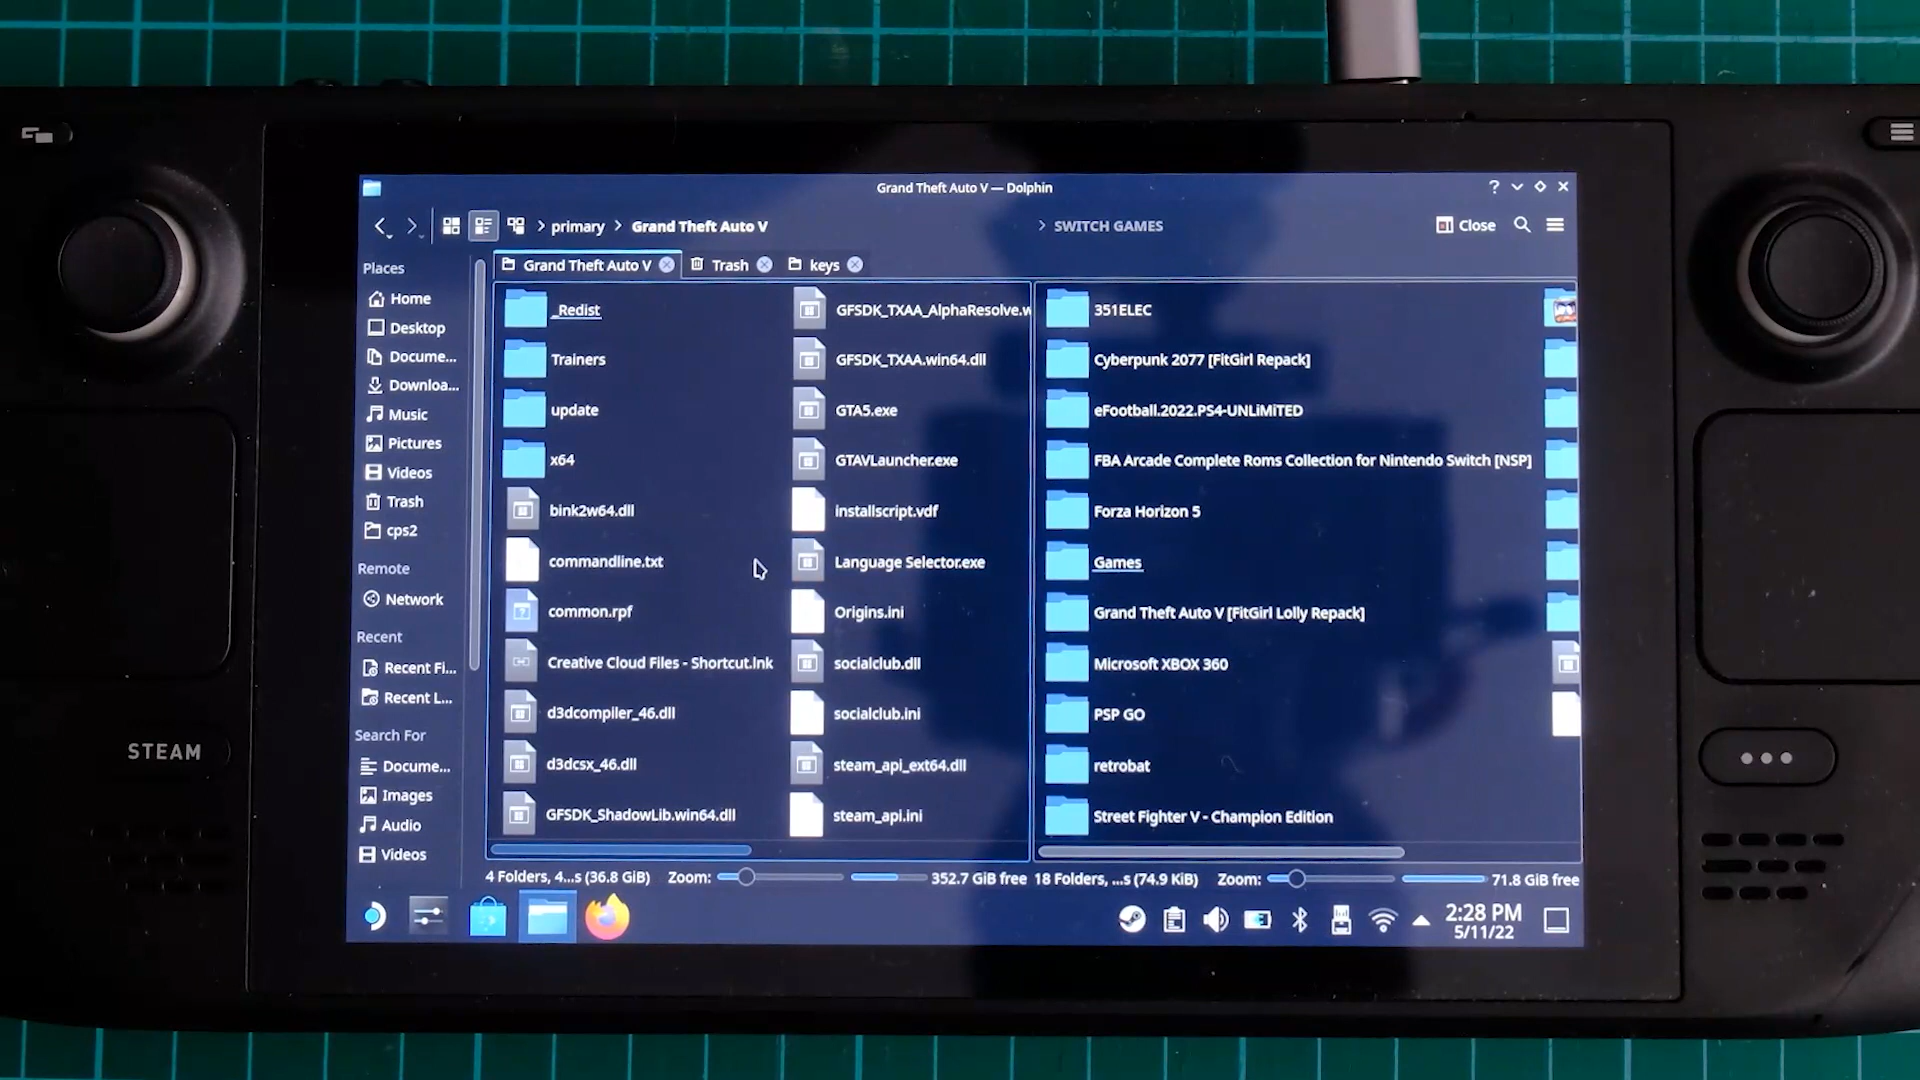 Grand Theft Auto V — Dolphin
primary
Grand Theft Auto V
SWITCH GAMES
Close
Grand Theft Auto V
Trash
keys
Places
Home
Desktop
Docume...
Downloa...
Music
Pictures
Videos
Trash
cps2
Remote
Network
Recent
Recent Fi...
Recent L...
Search For
Docume...
Images
Audio
Videos
_Redist
Trainers
update
x64
bink2w64.dll
commandline.txt
common.rpf
Creative Cloud Files - Shortcut.lnk
d3dcompiler_46.dll
d3dcsx_46.dll
GFSDK_ShadowLib.win64.dll
GFSDK_TXAA_AlphaResolve.w
GFSDK_TXAA.win64.dll
GTA5.exe
GTAVLauncher.exe
installscript.vdf
Language Selector.exe
Origins.ini
socialclub.dll
socialclub.ini
steam_api_ext64.dll
steam_api.ini
351ELEC
Cyberpunk 2077 [FitGirl Repack]
eFootball.2022.PS4-UNLiMiTED
FBA Arcade Complete Roms Collection for Nintendo Switch [NSP]
Forza Horizon 5
Games
Grand Theft Auto V [FitGirl Lolly Repack]
Microsoft XBOX 360
PSP GO
retrobat
Street Fighter V - Champion Edition
4 Folders, 4...s (36.8 GiB)
Zoom:
352.7 GiB free
18 Folders, ...s (74.9 KiB)
Zoom:
71.8 GiB free
2:28 PM
5/11/22
STEAM